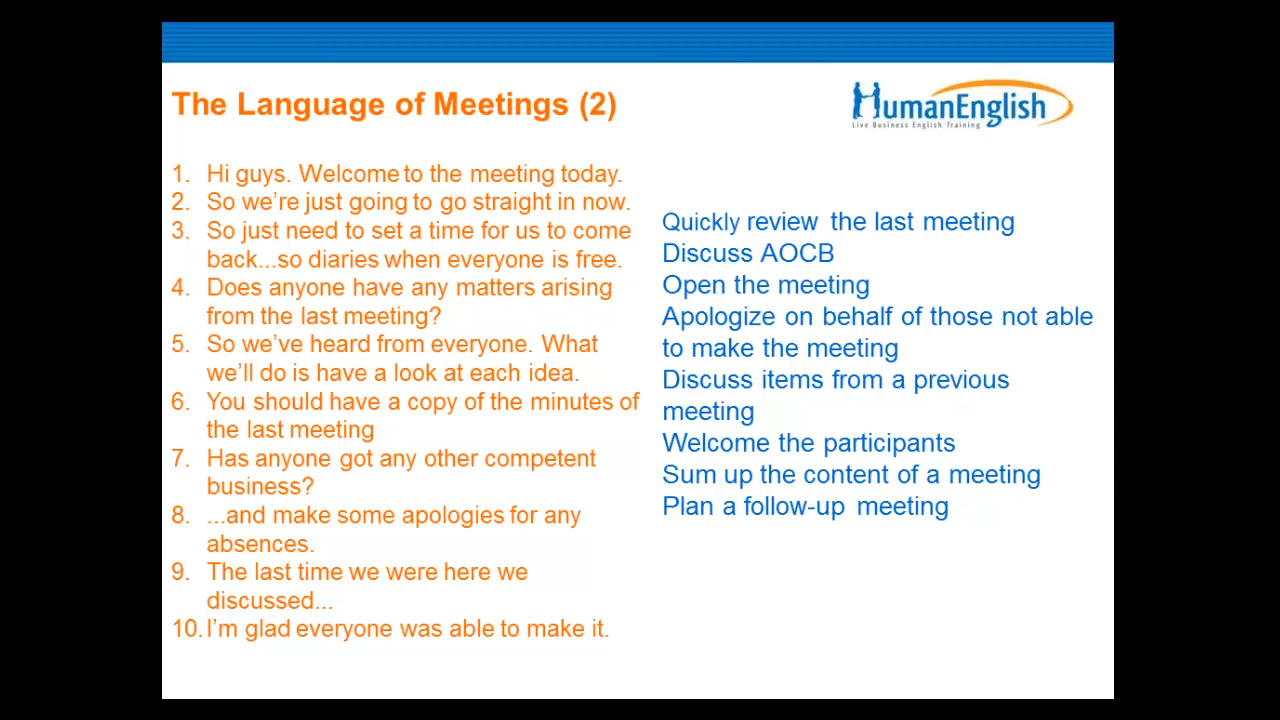 The Language of Meetings (2)
HumanEnglish
Live Business English Training
1. Hi guys. Welcome to the meeting today.
2. So we're just going to go straight in now.
3. So just need to set a time for us to come
back...so diaries when everyone is free.
4. Does anyone have any matters arising
from the last meeting?
5. So we've heard from everyone. What
we'll do is have a look at each idea.
6. You should have a copy of the minutes of
the last meeting
7. Has anyone got any other competent
business?
8. ...and make some apologies for any
absences.
9. The last time we were here we
discussed...
10. I'm glad everyone was able to make it.
Quickly review the last meeting
Discuss AOCB
Open the meeting
Apologize on behalf of those not able
to make the meeting
Discuss items from a previous
meeting
Welcome the participants
Sum up the content of a meeting
Plan a follow-up meeting